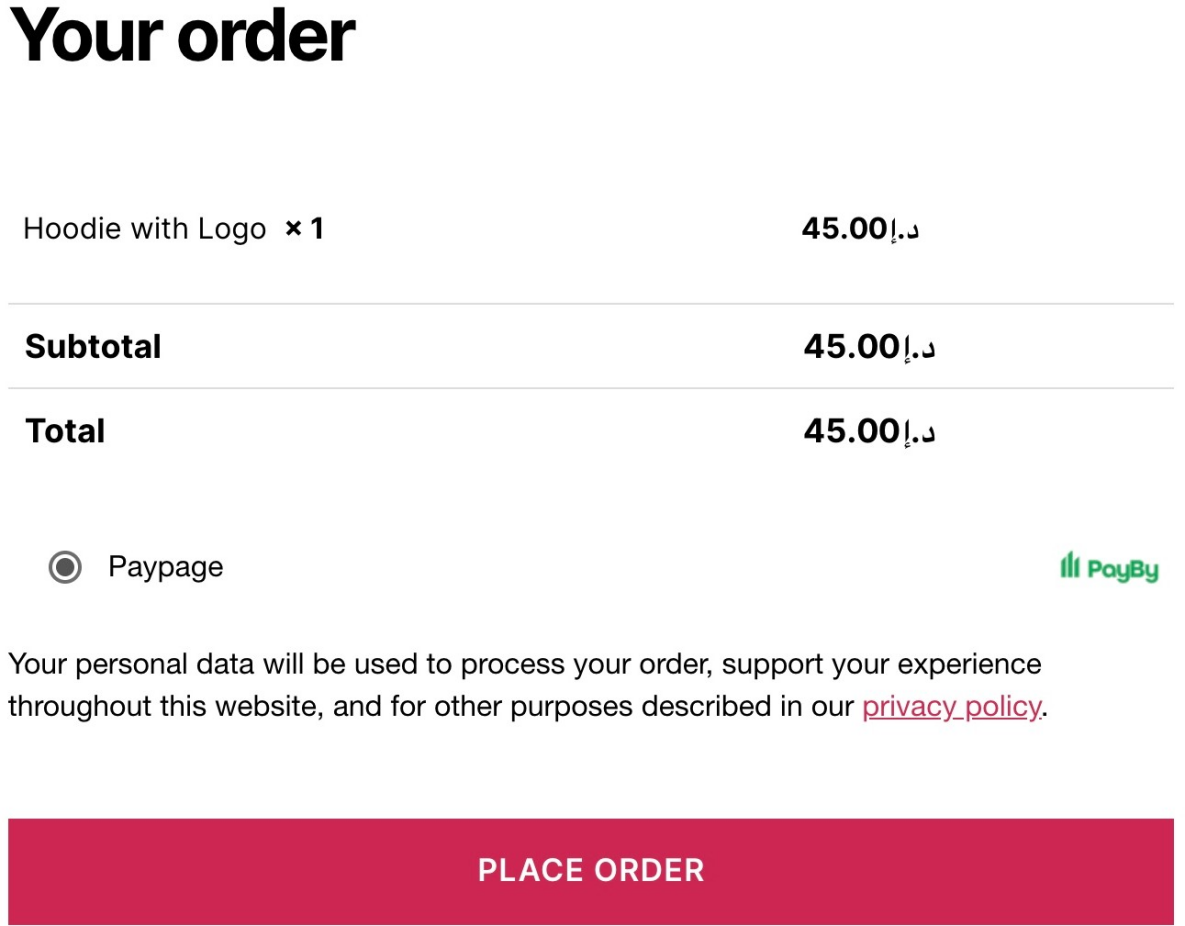 Your order
Hoodie with Logo × 1 45.00د.إ
Subtotal 45.00د.إ
Total 45.00د.إ
Paypage PayBy
Your personal data will be used to process your order, support your experience
throughout this website, and for other purposes described in our privacy policy.
PLACE ORDER